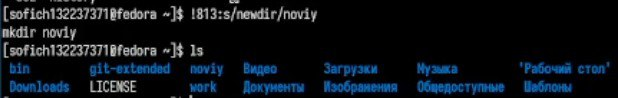 [sofich132237371@fedora ~]$ !813:s/newdir/noviy
mkdir noviy
[sofich132237371@fedora ~]$ ls
bin git-extended noviy Видео Загрузки Музыка 'Рабочий стол'
Downloads LICENSE work Документы Изображения Общедоступные Шаблоны